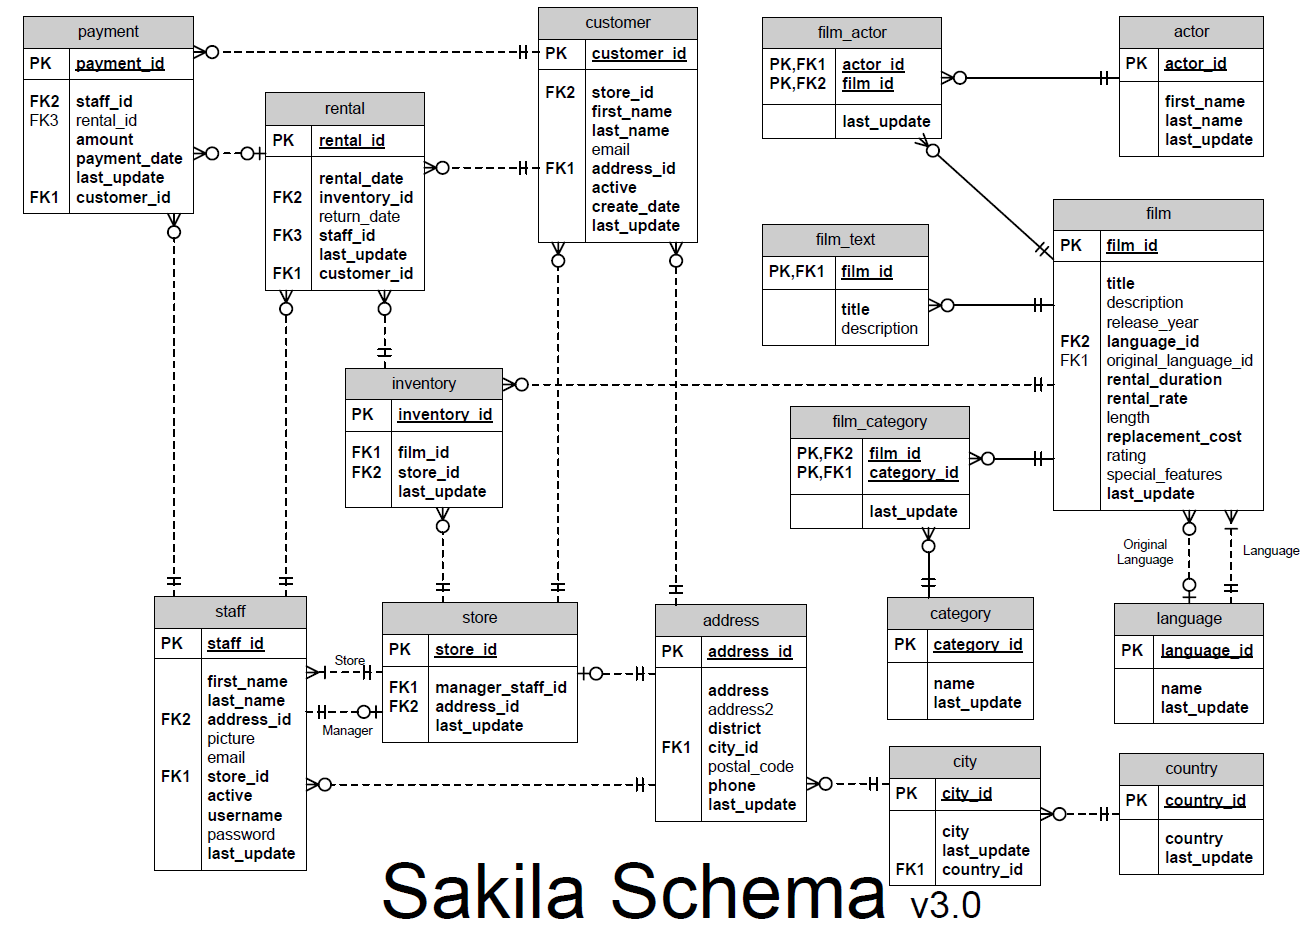 payment
PK payment_id
FK2 staff_id
FK3 rental_id
amount
payment_date
last_update
FK1 customer_id
rental
PK rental_id
rental_date
FK2 inventory_id
return_date
FK3 staff_id
last_update
FK1 customer_id
customer
PK customer_id
FK2 store_id
first_name
last_name
email
FK1 address_id
active
create_date
last_update
film_actor
PK,FK1 actor_id
PK,FK2 film_id
last_update
actor
PK actor_id
first_name
last_name
last_update
film_text
PK,FK1 film_id
title
description
film
PK film_id
title
description
release_year
FK2 language_id
FK1 original_language_id
rental_duration
rental_rate
length
replacement_cost
rating
special_features
last_update
inventory
PK inventory_id
FK1 film_id
FK2 store_id
last_update
film_category
PK,FK2 film_id
PK,FK1 category_id
last_update
Original
Language
Language
staff
PK staff_id
first_name
last_name
FK2 address_id
picture
email
FK1 store_id
active
username
password
last_update
Store
Manager
store
PK store_id
FK1 manager_staff_id
FK2 address_id
last_update
address
PK address_id
address
address2
district
FK1 city_id
postal_code
phone
last_update
category
PK category_id
name
last_update
language
PK language_id
name
last_update
city
PK city_id
city
last_update
FK1 country_id
country
PK country_id
country
last_update
Sakila Schema v3.0